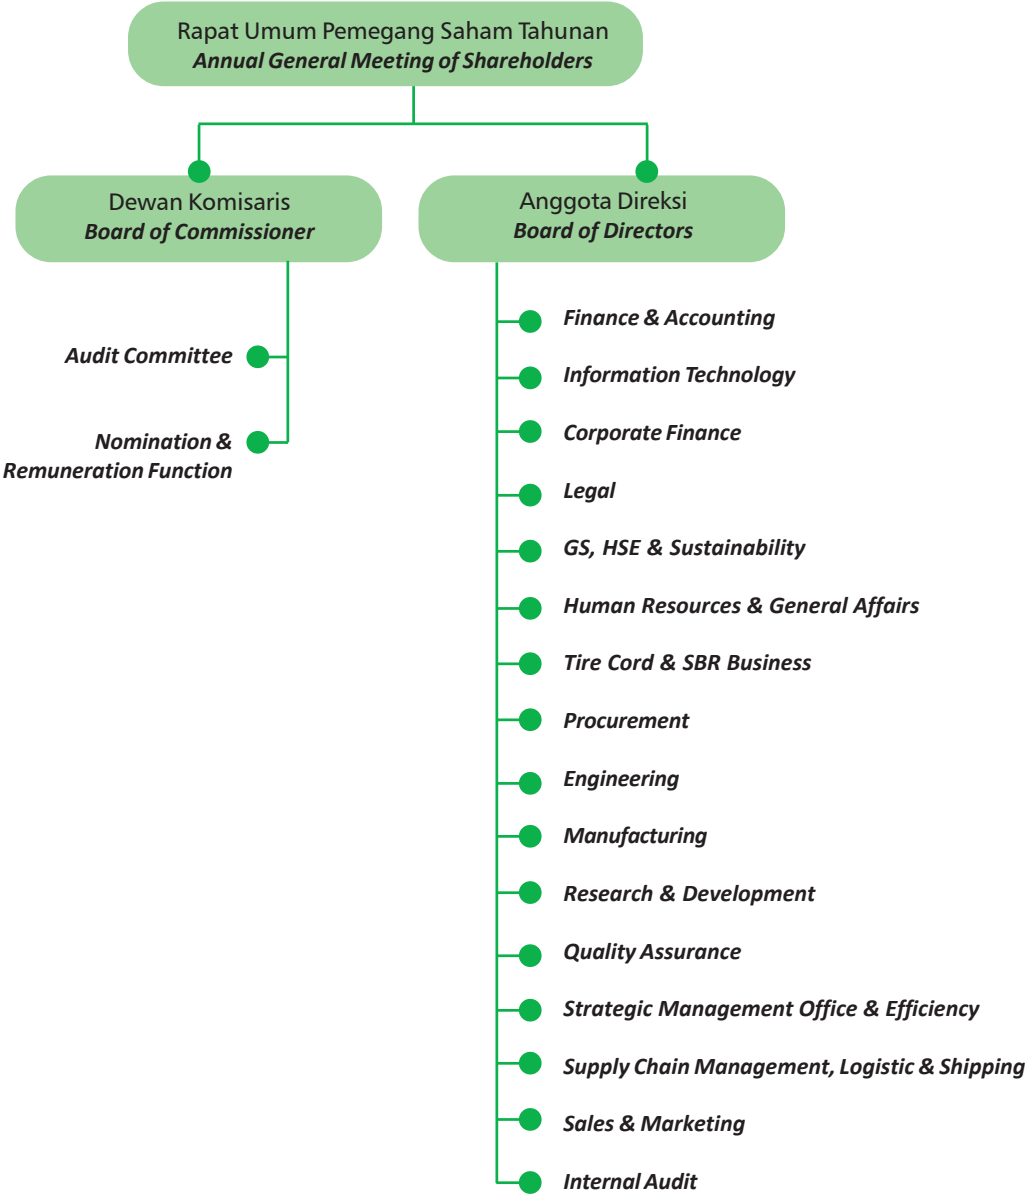 Rapat Umum Pemegang Saham Tahunan
Annual General Meeting of Shareholders
Dewan Komisaris
Board of Commissioner
Audit Committee
Nomination &
Remuneration Function
Anggota Direksi
Board of Directors
Finance & Accounting
Information Technology
Corporate Finance
Legal
GS, HSE & Sustainability
Human Resources & General Affairs
Tire Cord & SBR Business
Procurement
Engineering
Manufacturing
Research & Development
Quality Assurance
Strategic Management Office & Efficiency
Supply Chain Management, Logistic & Shipping
Sales & Marketing
Internal Audit